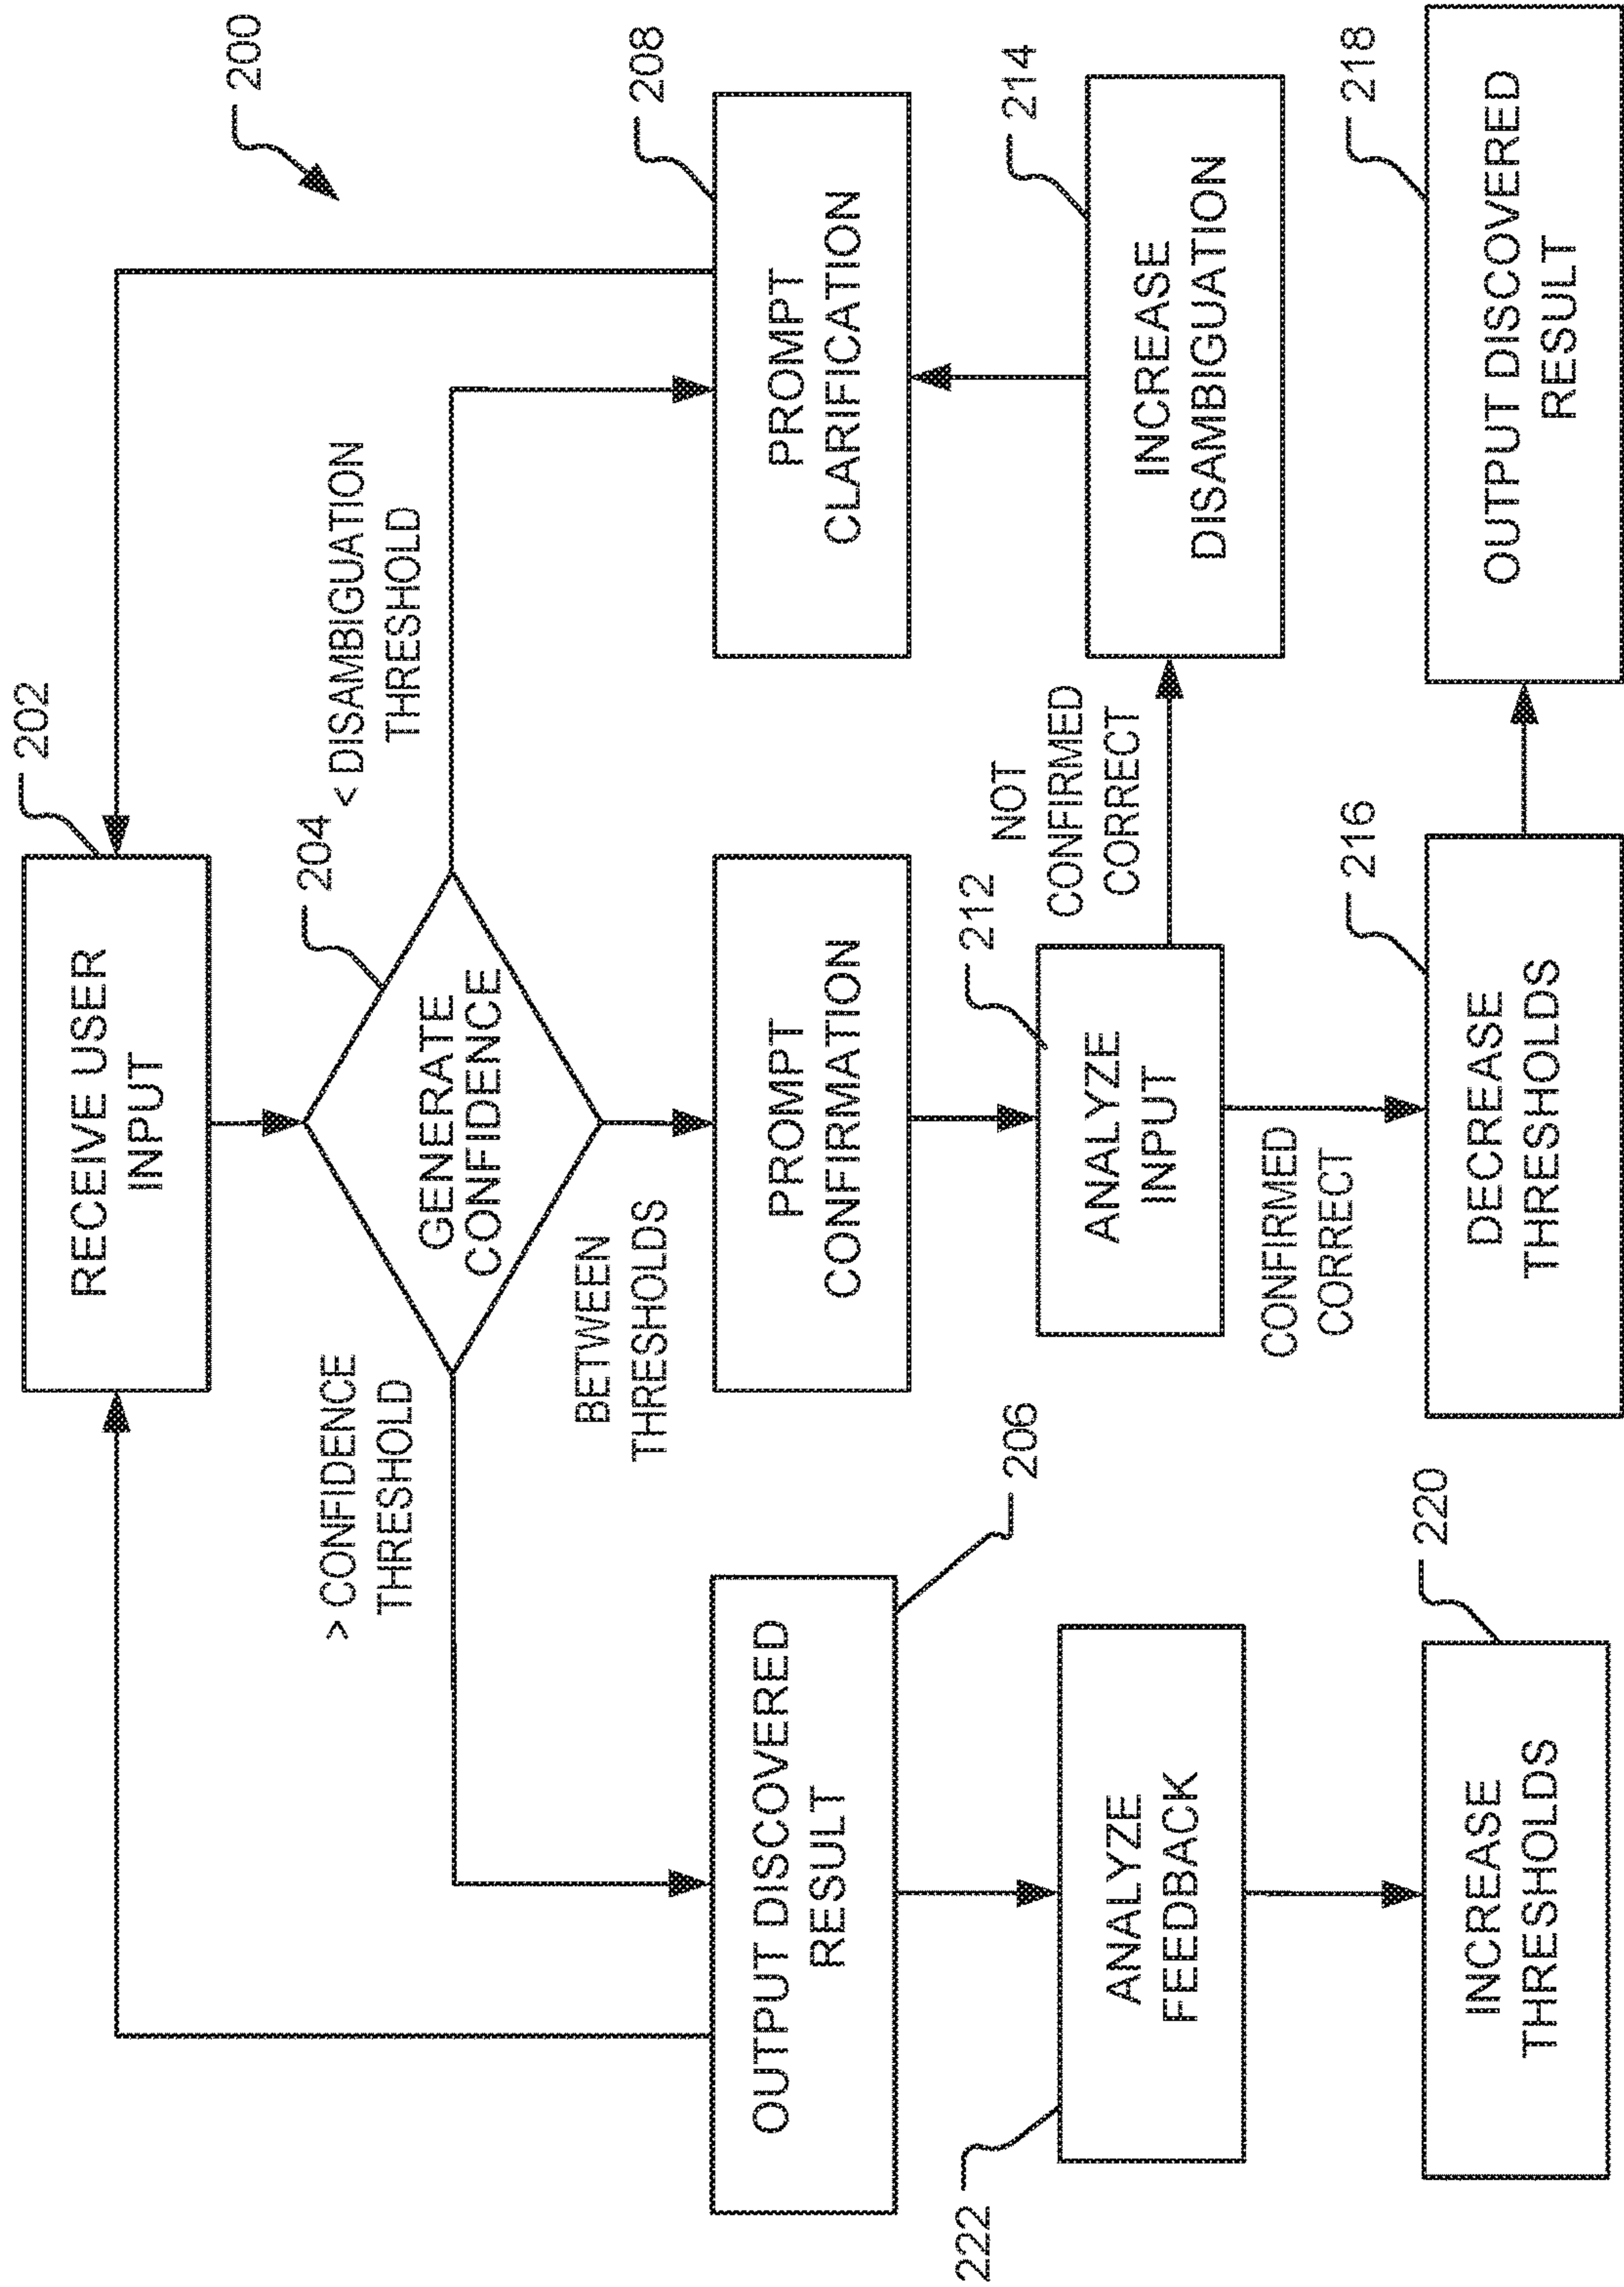 200
202
RECEIVE USER
INPUT
204
GENERATE
CONFIDENCE
> CONFIDENCE
THRESHOLD
< DISAMBIGUATION
THRESHOLD
BETWEEN
THRESHOLDS
206
OUTPUT DISCOVERED
RESULT
PROMPT
CONFIRMATION
208
PROMPT
CLARIFICATION
222
ANALYZE
FEEDBACK
212
ANALYZE
INPUT
NOT
CONFIRMED
CORRECT
214
INCREASE
DISAMBIGUATION
CONFIRMED
CORRECT
220
INCREASE
THRESHOLDS
216
DECREASE
THRESHOLDS
218
OUTPUT DISCOVERED
RESULT